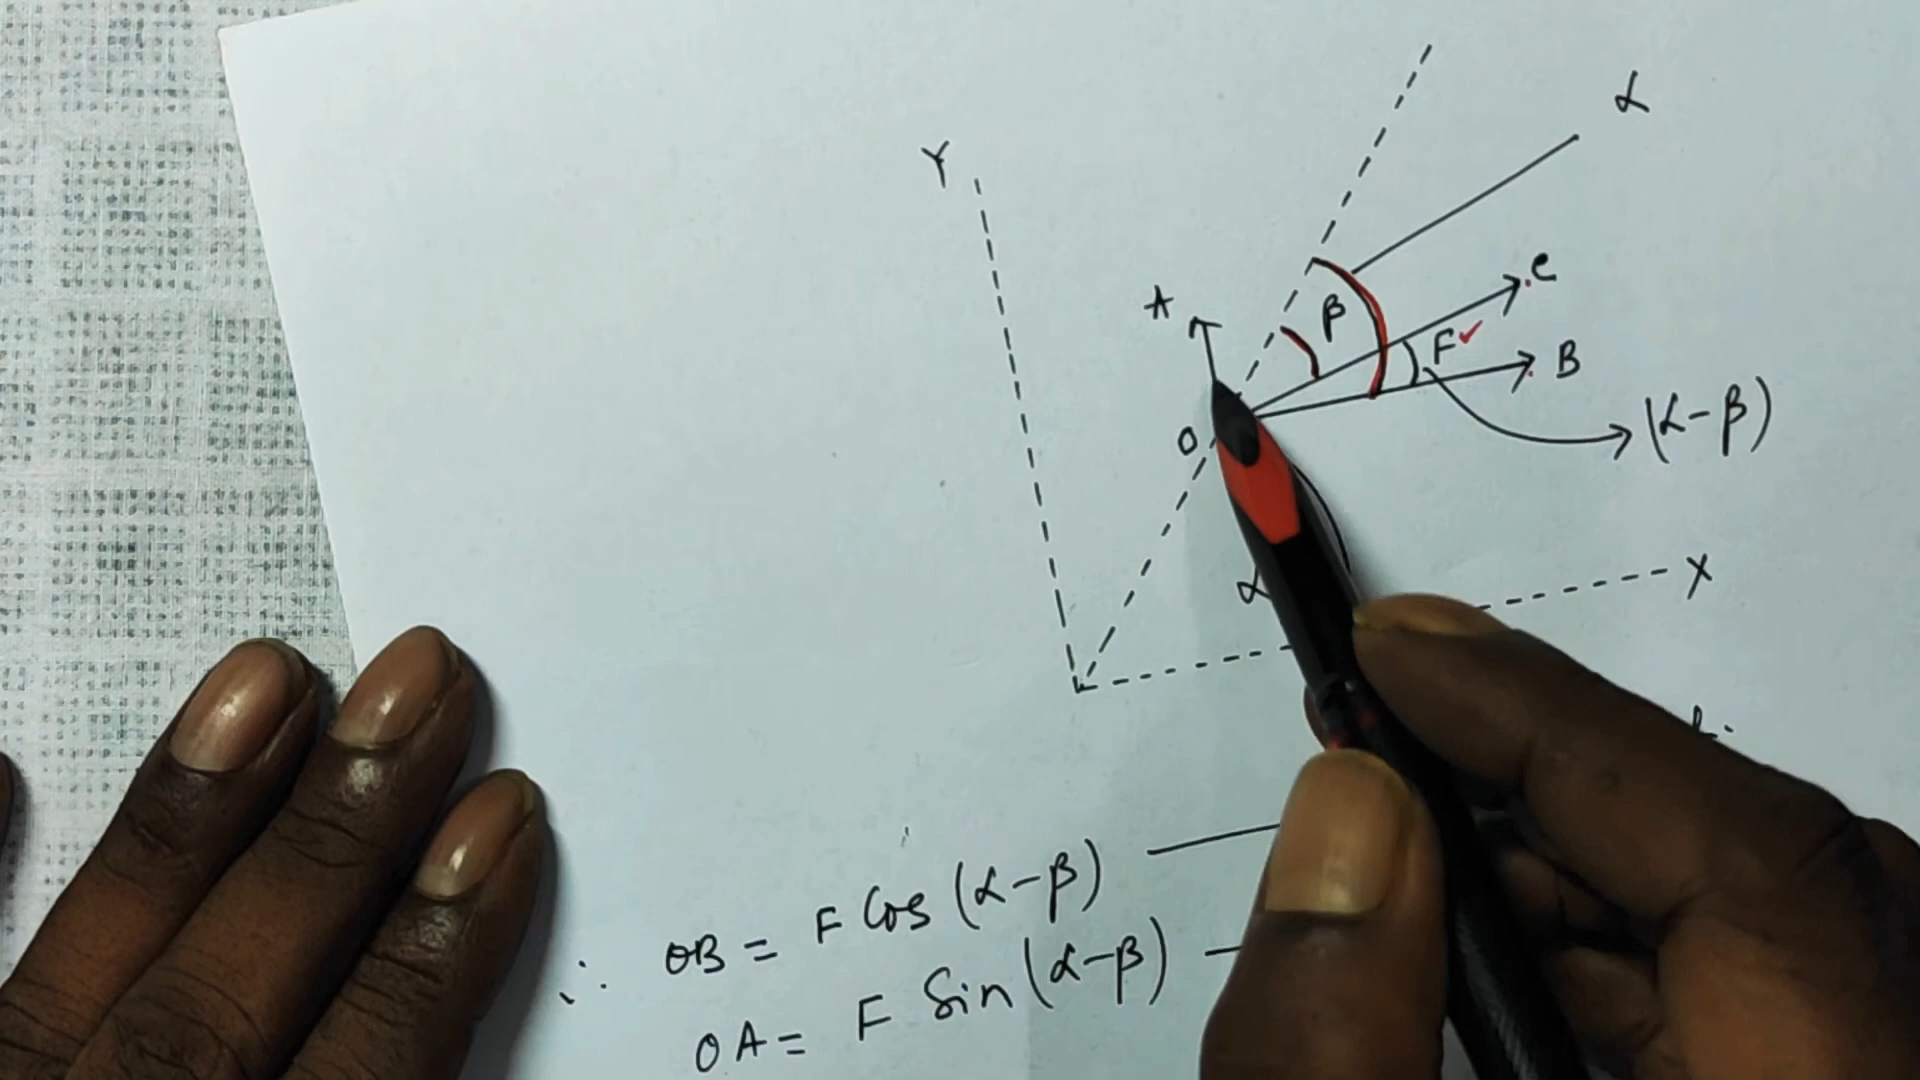 α
Y
C
A
β
F ✓
B
(α-β)
O
α
X
∴ OB = F Cos (α-β)
OA = F Sin (α-β)